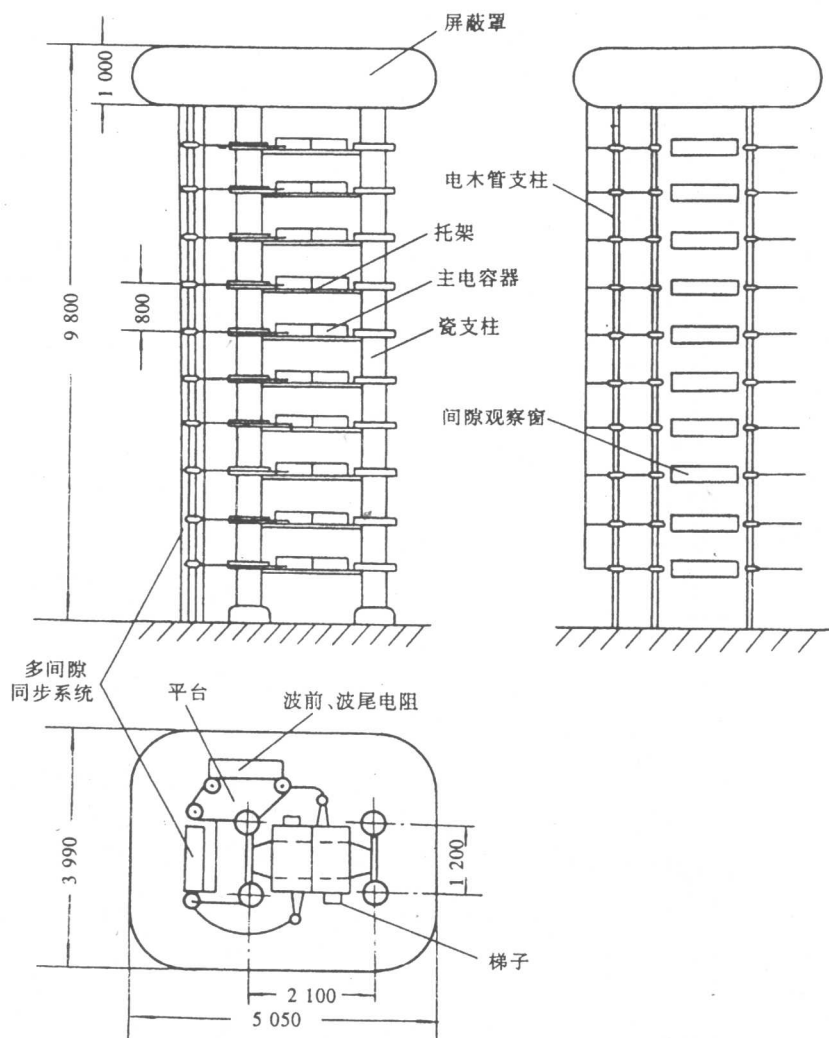 屏蔽罩
1 000
电木管支柱
托架
主电容器
800
9 800
瓷支柱
间隙观察窗
多间隙
同步系统
平台
波前、波尾电阻
3 990
1 200
梯子
2 100
5 050